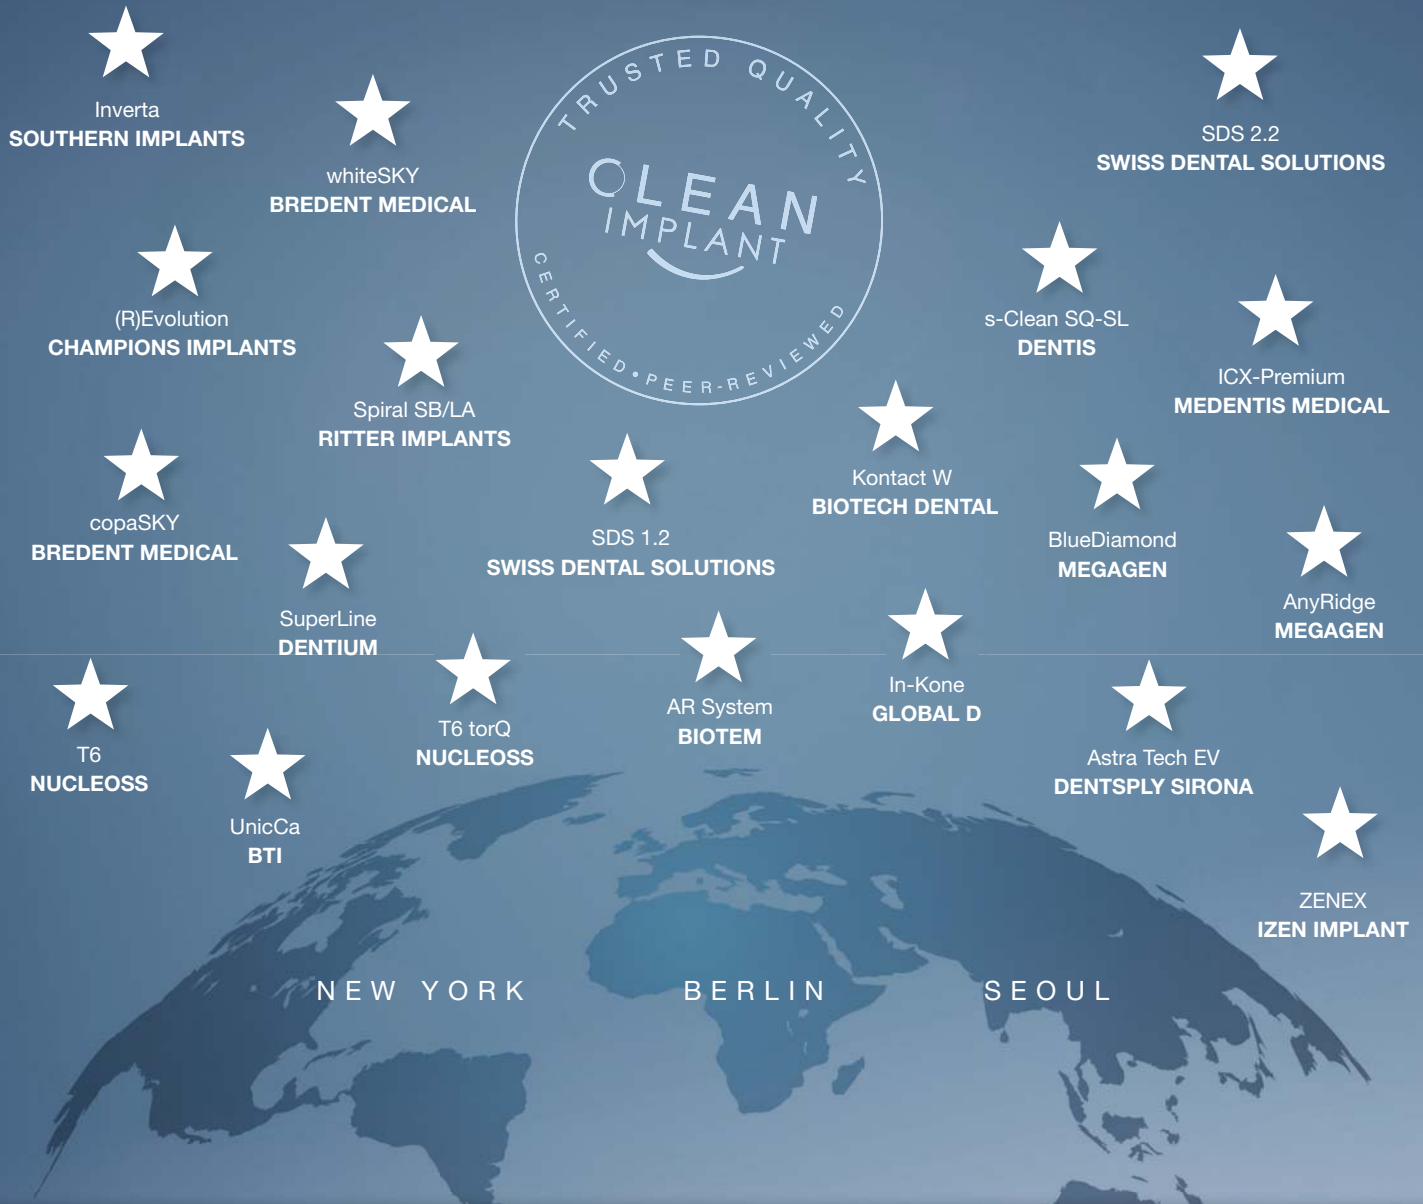 Inverta
SOUTHERN IMPLANTS
whiteSKY
BREDENT MEDICAL
TRUSTED QUALITY
CLEAN
IMPLANT
CERTIFIED • PEER-REVIEWED
SDS 2.2
SWISS DENTAL SOLUTIONS
(R)Evolution
CHAMPIONS IMPLANTS
Spiral SB/LA
RITTER IMPLANTS
s-Clean SQ-SL
DENTIS
ICX-Premium
MEDENTIS MEDICAL
copaSKY
BREDENT MEDICAL
SuperLine
DENTIUM
SDS 1.2
SWISS DENTAL SOLUTIONS
Kontact W
BIOTECH DENTAL
BlueDiamond
MEGAGEN
AnyRidge
MEGAGEN
T6
NUCLEOSS
UnicCa
BTI
T6 torQ
NUCLEOSS
AR System
BIOTEM
In-Kone
GLOBAL D
Astra Tech EV
DENTSPLY SIRONA
ZENEX
IZEN IMPLANT
NEW YORK
BERLIN
SEOUL